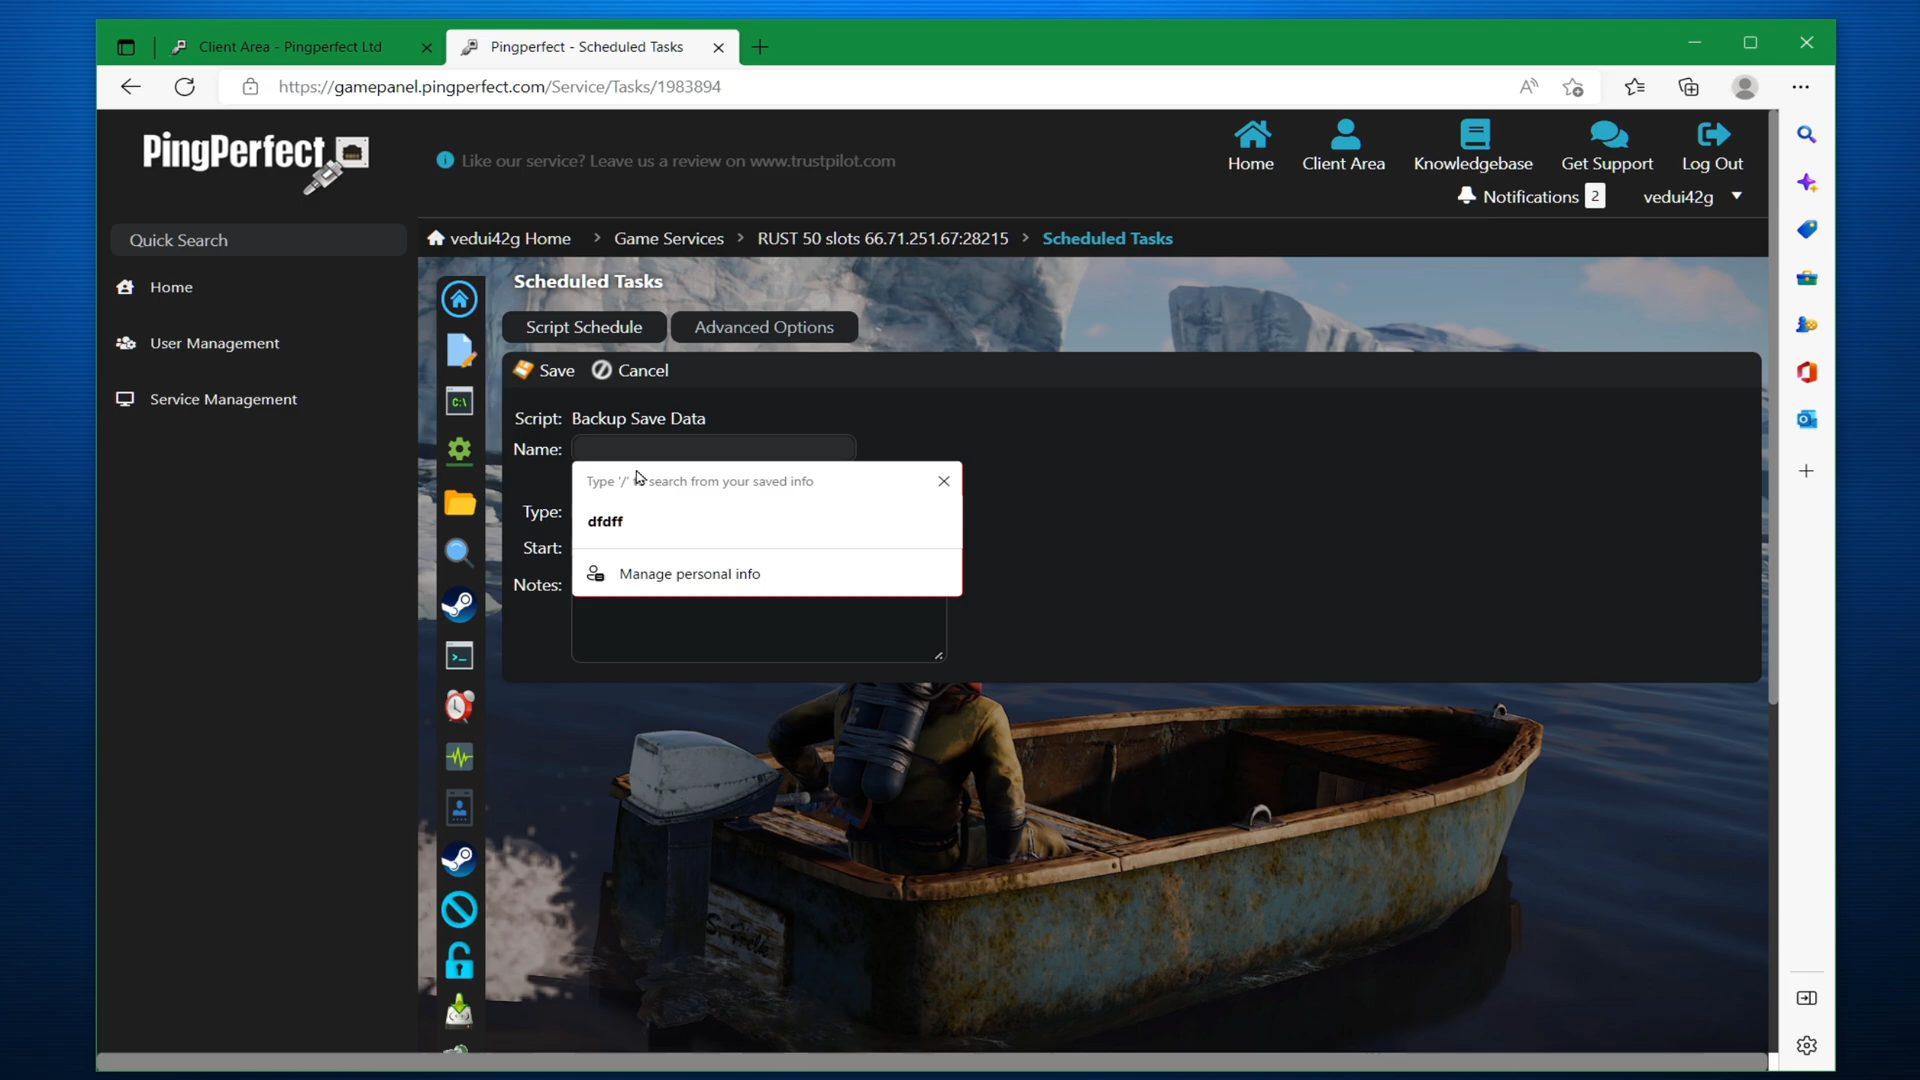 Client Area - Pingperfect Ltd
Pingperfect - Scheduled Tasks
https://gamepanel.pingperfect.com/Service/Tasks/1983894
PingPerfect
Like our service? Leave us a review on www.trustpilot.com
Home
Client Area
Knowledgebase
Get Support
Log Out
Notifications 2
vedui42g
Quick Search
vedui42g Home > Game Services > RUST 50 slots 66.71.251.67:28215 > Scheduled Tasks
Home
User Management
Service Management
Scheduled Tasks
Script Schedule
Advanced Options
Save
Cancel
C:\
Script: Backup Save Data
Name:
Type '/' to search from your saved info
Type:
dfdff
Start:
Manage personal info
Notes: